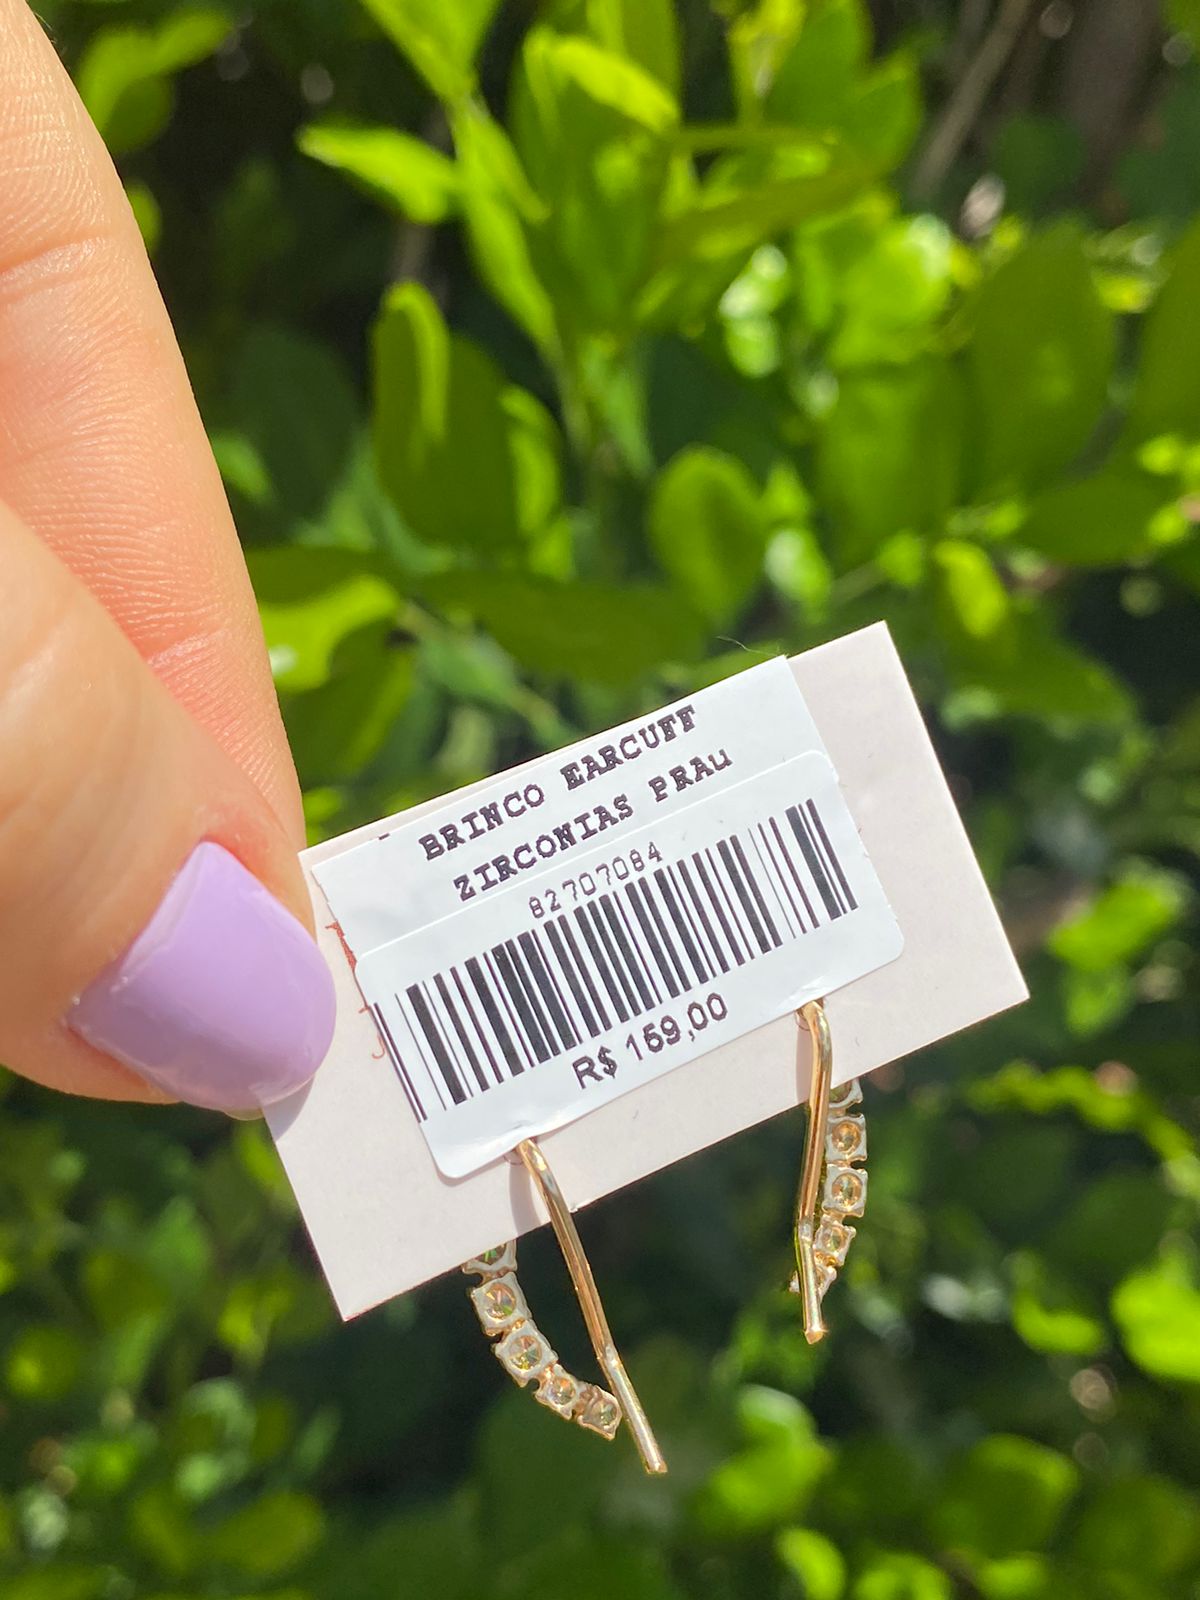 BRINCO EARCUFF
ZIRCONIAS PRAu
82707084
R$ 159,00